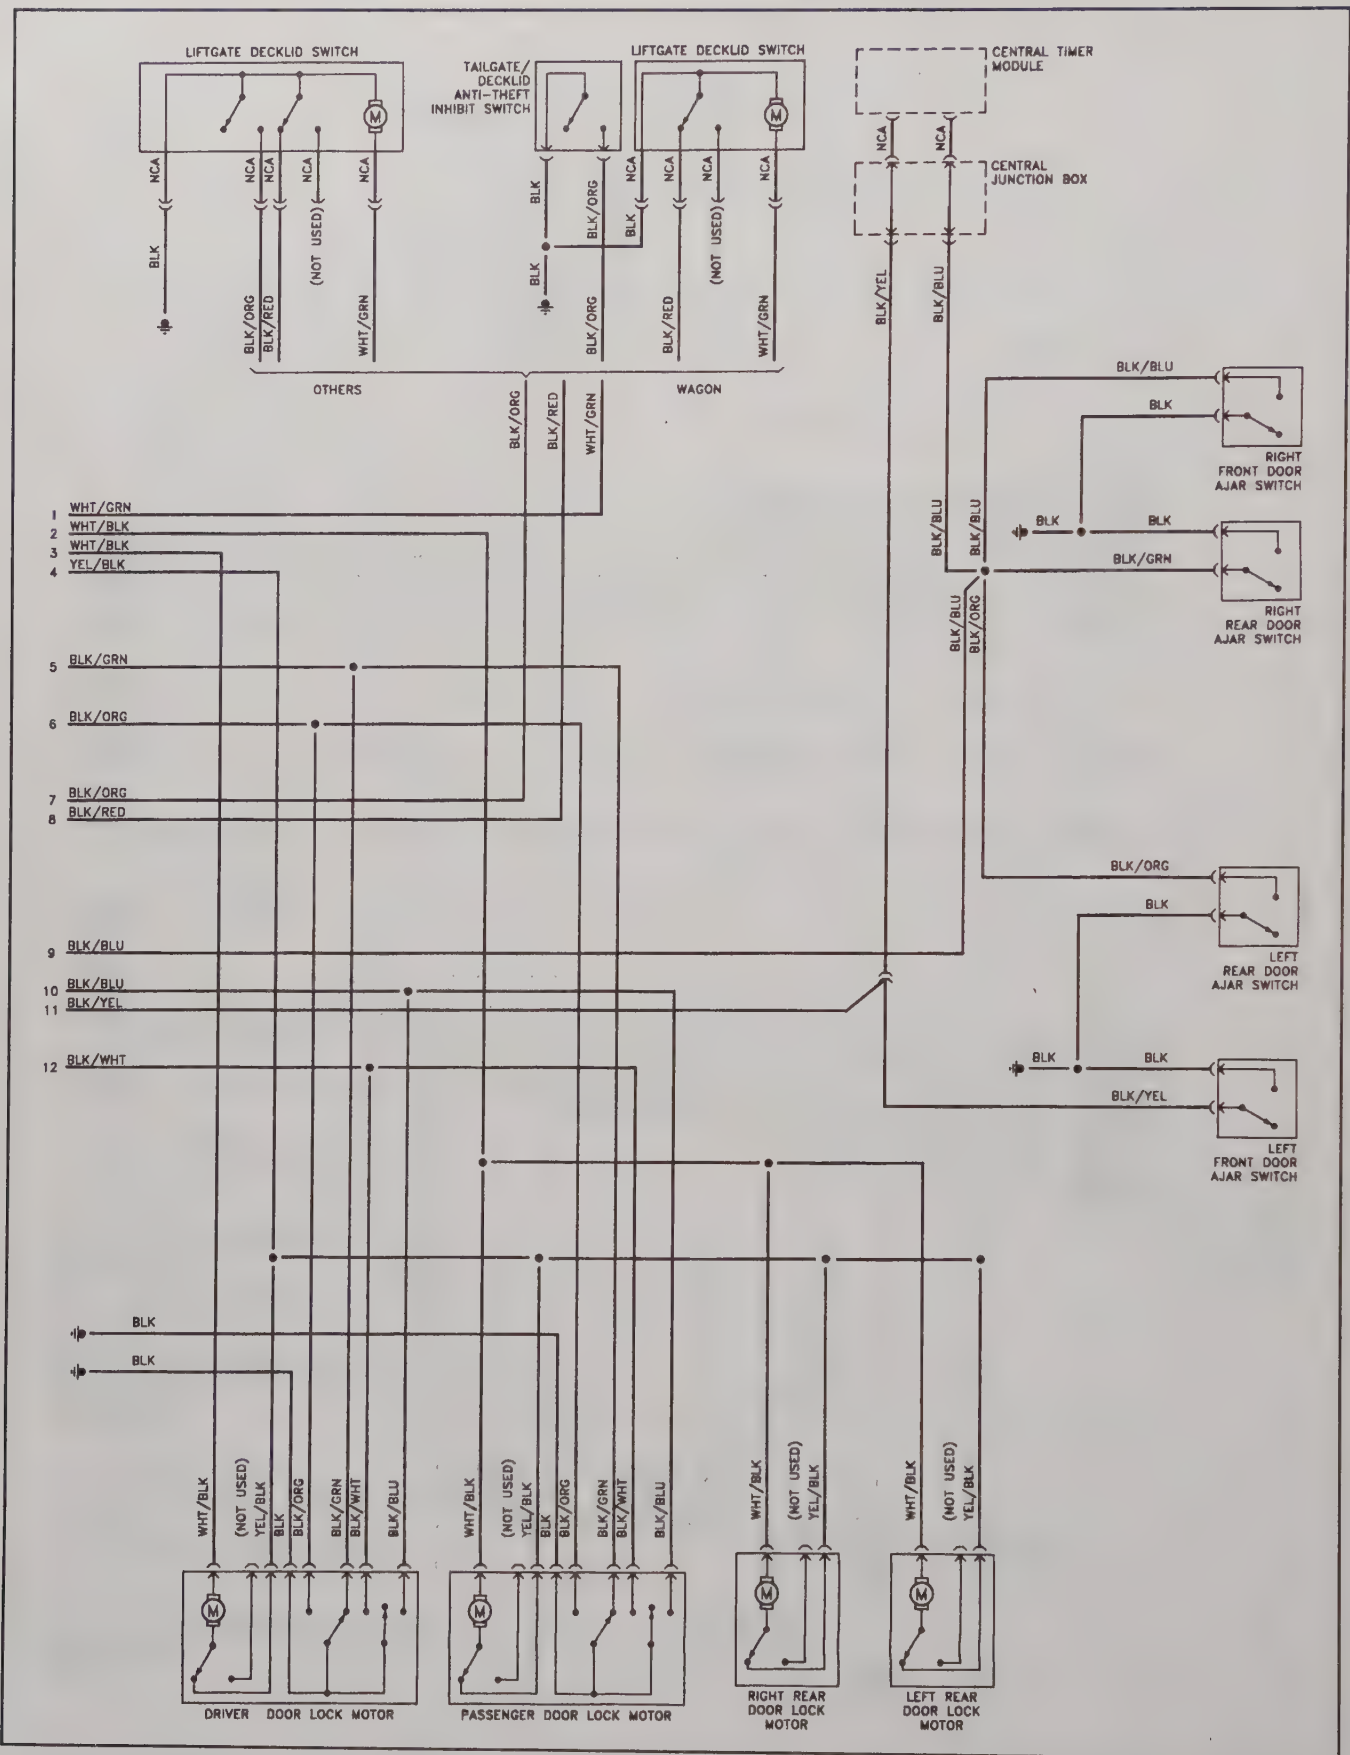 LIFTGATE DECKLID SWITCH
TAILGATE/
DECKLID
ANTI-THEFT
INHIBIT SWITCH
LIFTGATE DECKLID SWITCH
CENTRAL TIMER
MODULE
M
M
NCA
NCA
NCA
NCA
NCA
NCA
NCA
NCA
NCA
NCA
NCA
CENTRAL
JUNCTION BOX
BLK
BLK/ORG
BLK/RED
(NOT USED)
WHT/GRN
BLK
BLK
BLK/ORG
BLK/ORG
BLK
BLK/RED
(NOT USED)
WHT/GRN
BLK/YEL
BLK/BLU
OTHERS
WAGON
BLK/ORG
BLK/RED
WHT/GRN
BLK/BLU
BLK
RIGHT
FRONT DOOR
AJAR SWITCH
1 WHT/GRN
2 WHT/BLK
3 WHT/BLK
4 YEL/BLK
BLK/BLU
BLK/BLU
BLK
BLK
BLK/GRN
RIGHT
REAR DOOR
AJAR SWITCH
BLK/BLU
BLK/ORG
5 BLK/GRN
6 BLK/ORG
7 BLK/ORG
8 BLK/RED
BLK/ORG
BLK
LEFT
REAR DOOR
AJAR SWITCH
9 BLK/BLU
10 BLK/BLU
11 BLK/YEL
12 BLK/WHT
BLK
BLK
BLK/YEL
LEFT
FRONT DOOR
AJAR SWITCH
BLK
BLK
WHT/BLK
(NOT USED)
YEL/BLK
BLK
BLK/ORG
BLK/GRN
BLK/WHT
BLK/BLU
WHT/BLK
(NOT USED)
YEL/BLK
BLK
BLK/ORG
BLK/GRN
BLK/WHT
BLK/BLU
WHT/BLK
(NOT USED)
YEL/BLK
WHT/BLK
(NOT USED)
YEL/BLK
M
M
M
M
DRIVER DOOR LOCK MOTOR
PASSENGER DOOR LOCK MOTOR
RIGHT REAR
DOOR LOCK
MOTOR
LEFT REAR
DOOR LOCK
MOTOR